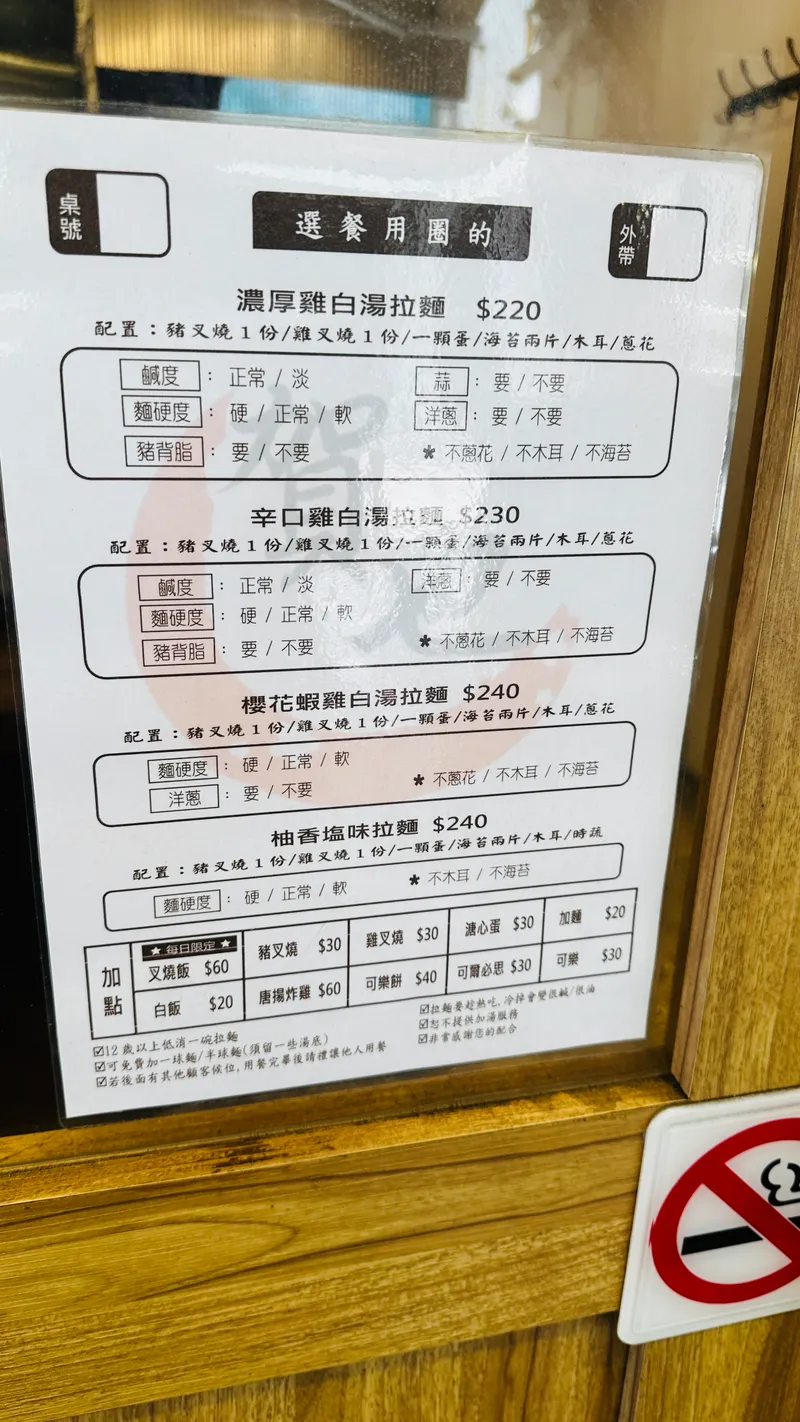 桌號
選餐用圈的
外帶
濃厚雞白湯拉麵 $220
配置：豬叉燒1份/雞叉燒1份/一顆蛋/海苔兩片/木耳/蔥花
鹹度：正常 / 淡 蒜：要 / 不要
麵硬度：硬 / 正常 / 軟 洋蔥：要 / 不要
豬背脂：要 / 不要 *不蔥花 / 不木耳 / 不海苔
辛口雞白湯拉麵 $230
配置：豬叉燒1份/雞叉燒1份/一顆蛋/海苔兩片/木耳/蔥花
鹹度：正常 / 淡 洋蔥：要 / 不要
麵硬度：硬 / 正常 / 軟
豬背脂：要 / 不要 *不蔥花 / 不木耳 / 不海苔
櫻花蝦雞白湯拉麵 $240
配置：豬叉燒1份/雞叉燒1份/一顆蛋/海苔兩片/木耳/蔥花
麵硬度：硬 / 正常 / 軟
洋蔥：要 / 不要 *不蔥花 / 不木耳 / 不海苔
柚香塩味拉麵 $240
配置：豬叉燒1份/雞叉燒1份/一顆蛋/海苔兩片/木耳/時蔬
麵硬度：硬 / 正常 / 軟 *不木耳 / 不海苔
加點
★每日限定★
叉燒飯 $60 豬叉燒 $30 雞叉燒 $30 溏心蛋 $30 加麵 $20
白飯 $20 唐揚炸雞 $60 可樂餅 $40 可爾必思 $30 可樂 $30
☑12歲以上低消一碗拉麵
☑可免費加一球麵/半球麵(須留一些湯底)
☑若後面有其他顧客候位,用餐完畢後請禮讓他人用餐
☑拉麵要趁熱吃,冷掉會變很鹹/很油
☑恕不提供加湯服務
☑非常感謝您的配合